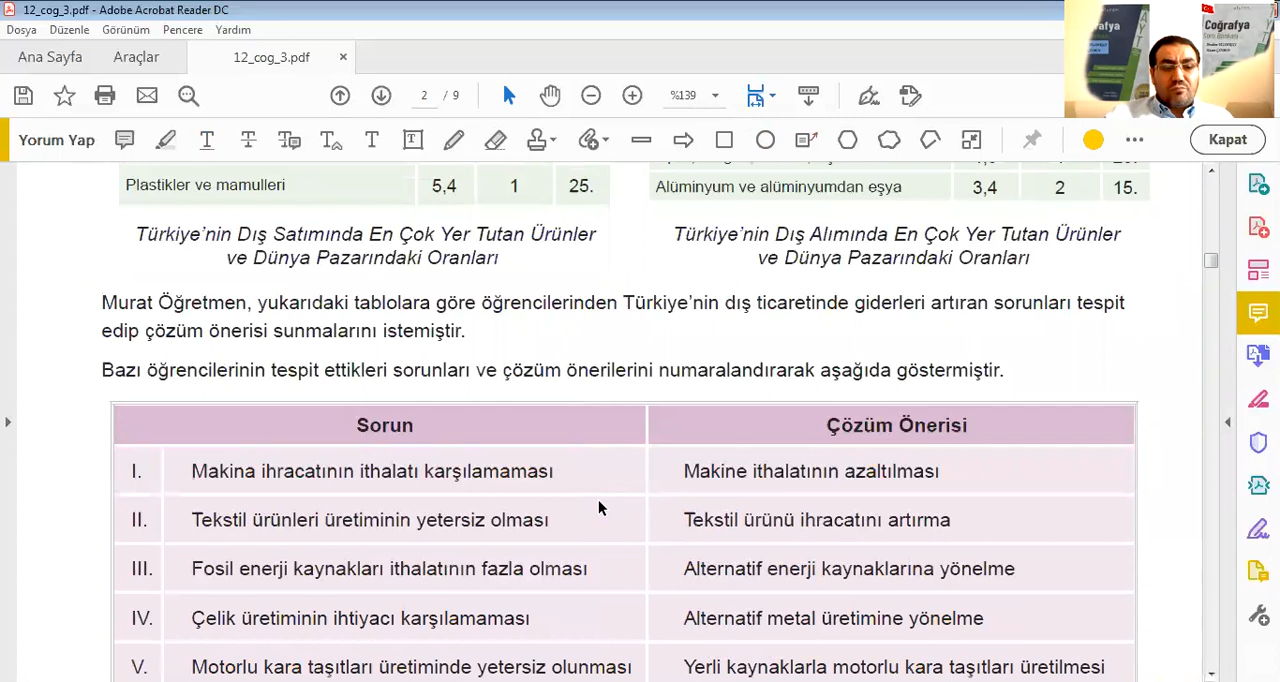 12_cog_3.pdf - Adobe Acrobat Reader DC
Dosya Düzenle Görünüm Pencere Yardım
Ana Sayfa Araçlar 12_cog_3.pdf ×
2 / 9 %139
Yorum Yap Kapat
Coğrafya
AYT
Plastikler ve mamulleri 5,4 1 25.
Alüminyum ve alüminyumdan eşya 3,4 2 15.
Türkiye'nin Dış Satımında En Çok Yer Tutan Ürünler
ve Dünya Pazarındaki Oranları
Türkiye'nin Dış Alımında En Çok Yer Tutan Ürünler
ve Dünya Pazarındaki Oranları
Murat Öğretmen, yukarıdaki tablolara göre öğrencilerinden Türkiye'nin dış ticaretinde giderleri artıran sorunları tespit
edip çözüm önerisi sunmalarını istemiştir.
Bazı öğrencilerinin tespit ettikleri sorunları ve çözüm önerilerini numaralandırarak aşağıda göstermiştir.
Sorun Çözüm Önerisi
I. Makina ihracatının ithalatı karşılamaması Makine ithalatının azaltılması
II. Tekstil ürünleri üretiminin yetersiz olması Tekstil ürünü ihracatını artırma
III. Fosil enerji kaynakları ithalatının fazla olması Alternatif enerji kaynaklarına yönelme
IV. Çelik üretiminin ihtiyacı karşılamaması Alternatif metal üretimine yönelme
V. Motorlu kara taşıtları üretiminde yetersiz olunması Yerli kaynaklarla motorlu kara taşıtları üretilmesi